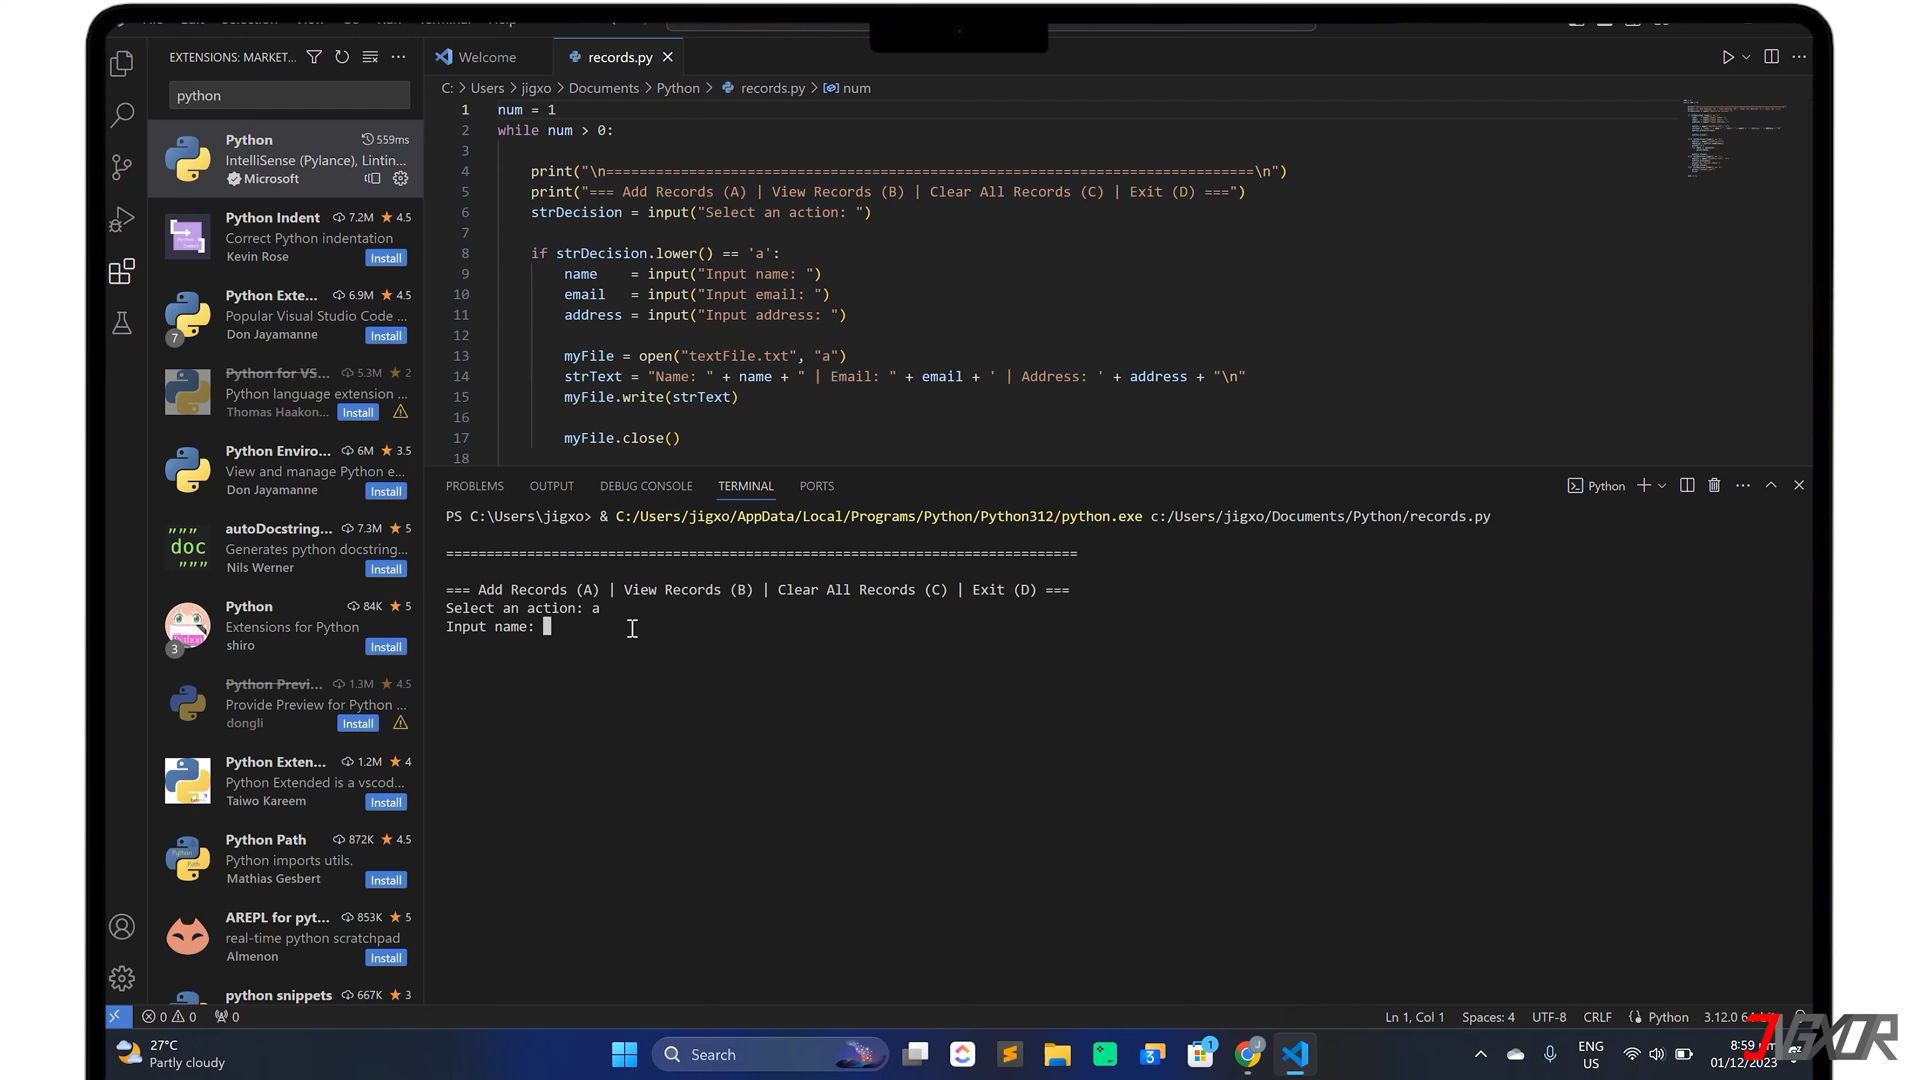 EXTENSIONS: MARKET...
python
Python 559ms
IntelliSense (Pylance), Lintin...
Microsoft
Python Indent 7.2M 4.5
Correct Python indentation
Kevin Rose Install
Python Exte... 6.9M 4.5
Popular Visual Studio Code ...
Don Jayamanne Install
7
Python for VS... 5.3M 2
Python language extension ...
Thomas Haakon... Install
Python Enviro... 6M 3.5
View and manage Python e...
Don Jayamanne Install
""" doc """
autoDocstring... 7.3M 5
Generates python docstring...
Nils Werner Install
Python 84K 5
Extensions for Python
shiro Install
3
Python Previ... 1.3M 4.5
Provide Preview for Python ...
dongli Install
Python Exten... 1.2M 4
Python Extended is a vscod...
Taiwo Kareem Install
Python Path 872K 4.5
Python imports utils.
Mathias Gesbert Install
AREPL for pyt... 853K 5
real-time python scratchpad
Almenon Install
python snippets 667K 3
Welcome records.py
C: > Users > jigxo > Documents > Python > records.py > num
1 num = 1
2 while num > 0:
3
4 print("\n==============================================================================\n")
5 print("=== Add Records (A) | View Records (B) | Clear All Records (C) | Exit (D) ===")
6 strDecision = input("Select an action: ")
7
8 if strDecision.lower() == 'a':
9 name = input("Input name: ")
10 email = input("Input email: ")
11 address = input("Input address: ")
12
13 myFile = open("textFile.txt", "a")
14 strText = "Name: " + name + " | Email: " + email + ' | Address: ' + address + "\n"
15 myFile.write(strText)
16
17 myFile.close()
18
PROBLEMS OUTPUT DEBUG CONSOLE TERMINAL PORTS Python
PS C:\Users\jigxo> & C:/Users/jigxo/AppData/Local/Programs/Python/Python312/python.exe c:/Users/jigxo/Documents/Python/records.py
==============================================================================
=== Add Records (A) | View Records (B) | Clear All Records (C) | Exit (D) ===
Select an action: a
Input name:
0 0 0 Ln 1, Col 1 Spaces: 4 UTF-8 CRLF Python 3.12.0
27°C
Partly cloudy
Search
3
1
ENG
US
8:59
01/12/2023
JIGXOR